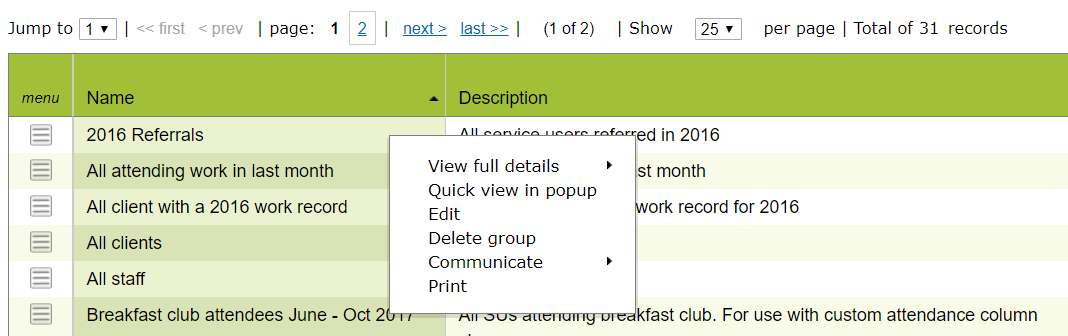 Jump to 1 | << first < prev | page: 1 2 | next > last >> | (1 of 2) | Show 25 per page | Total of 31 records
menu Name Description
2016 Referrals All service users referred in 2016
View full details
All attending work in last month st month
Quick view in popup
All client with a 2016 work record work record for 2016
Edit
Delete group
All clients
Communicate
All staff
Print
Breakfast club attendees June - Oct 2017 All SUs attending breakfast club. For use with custom attendance column